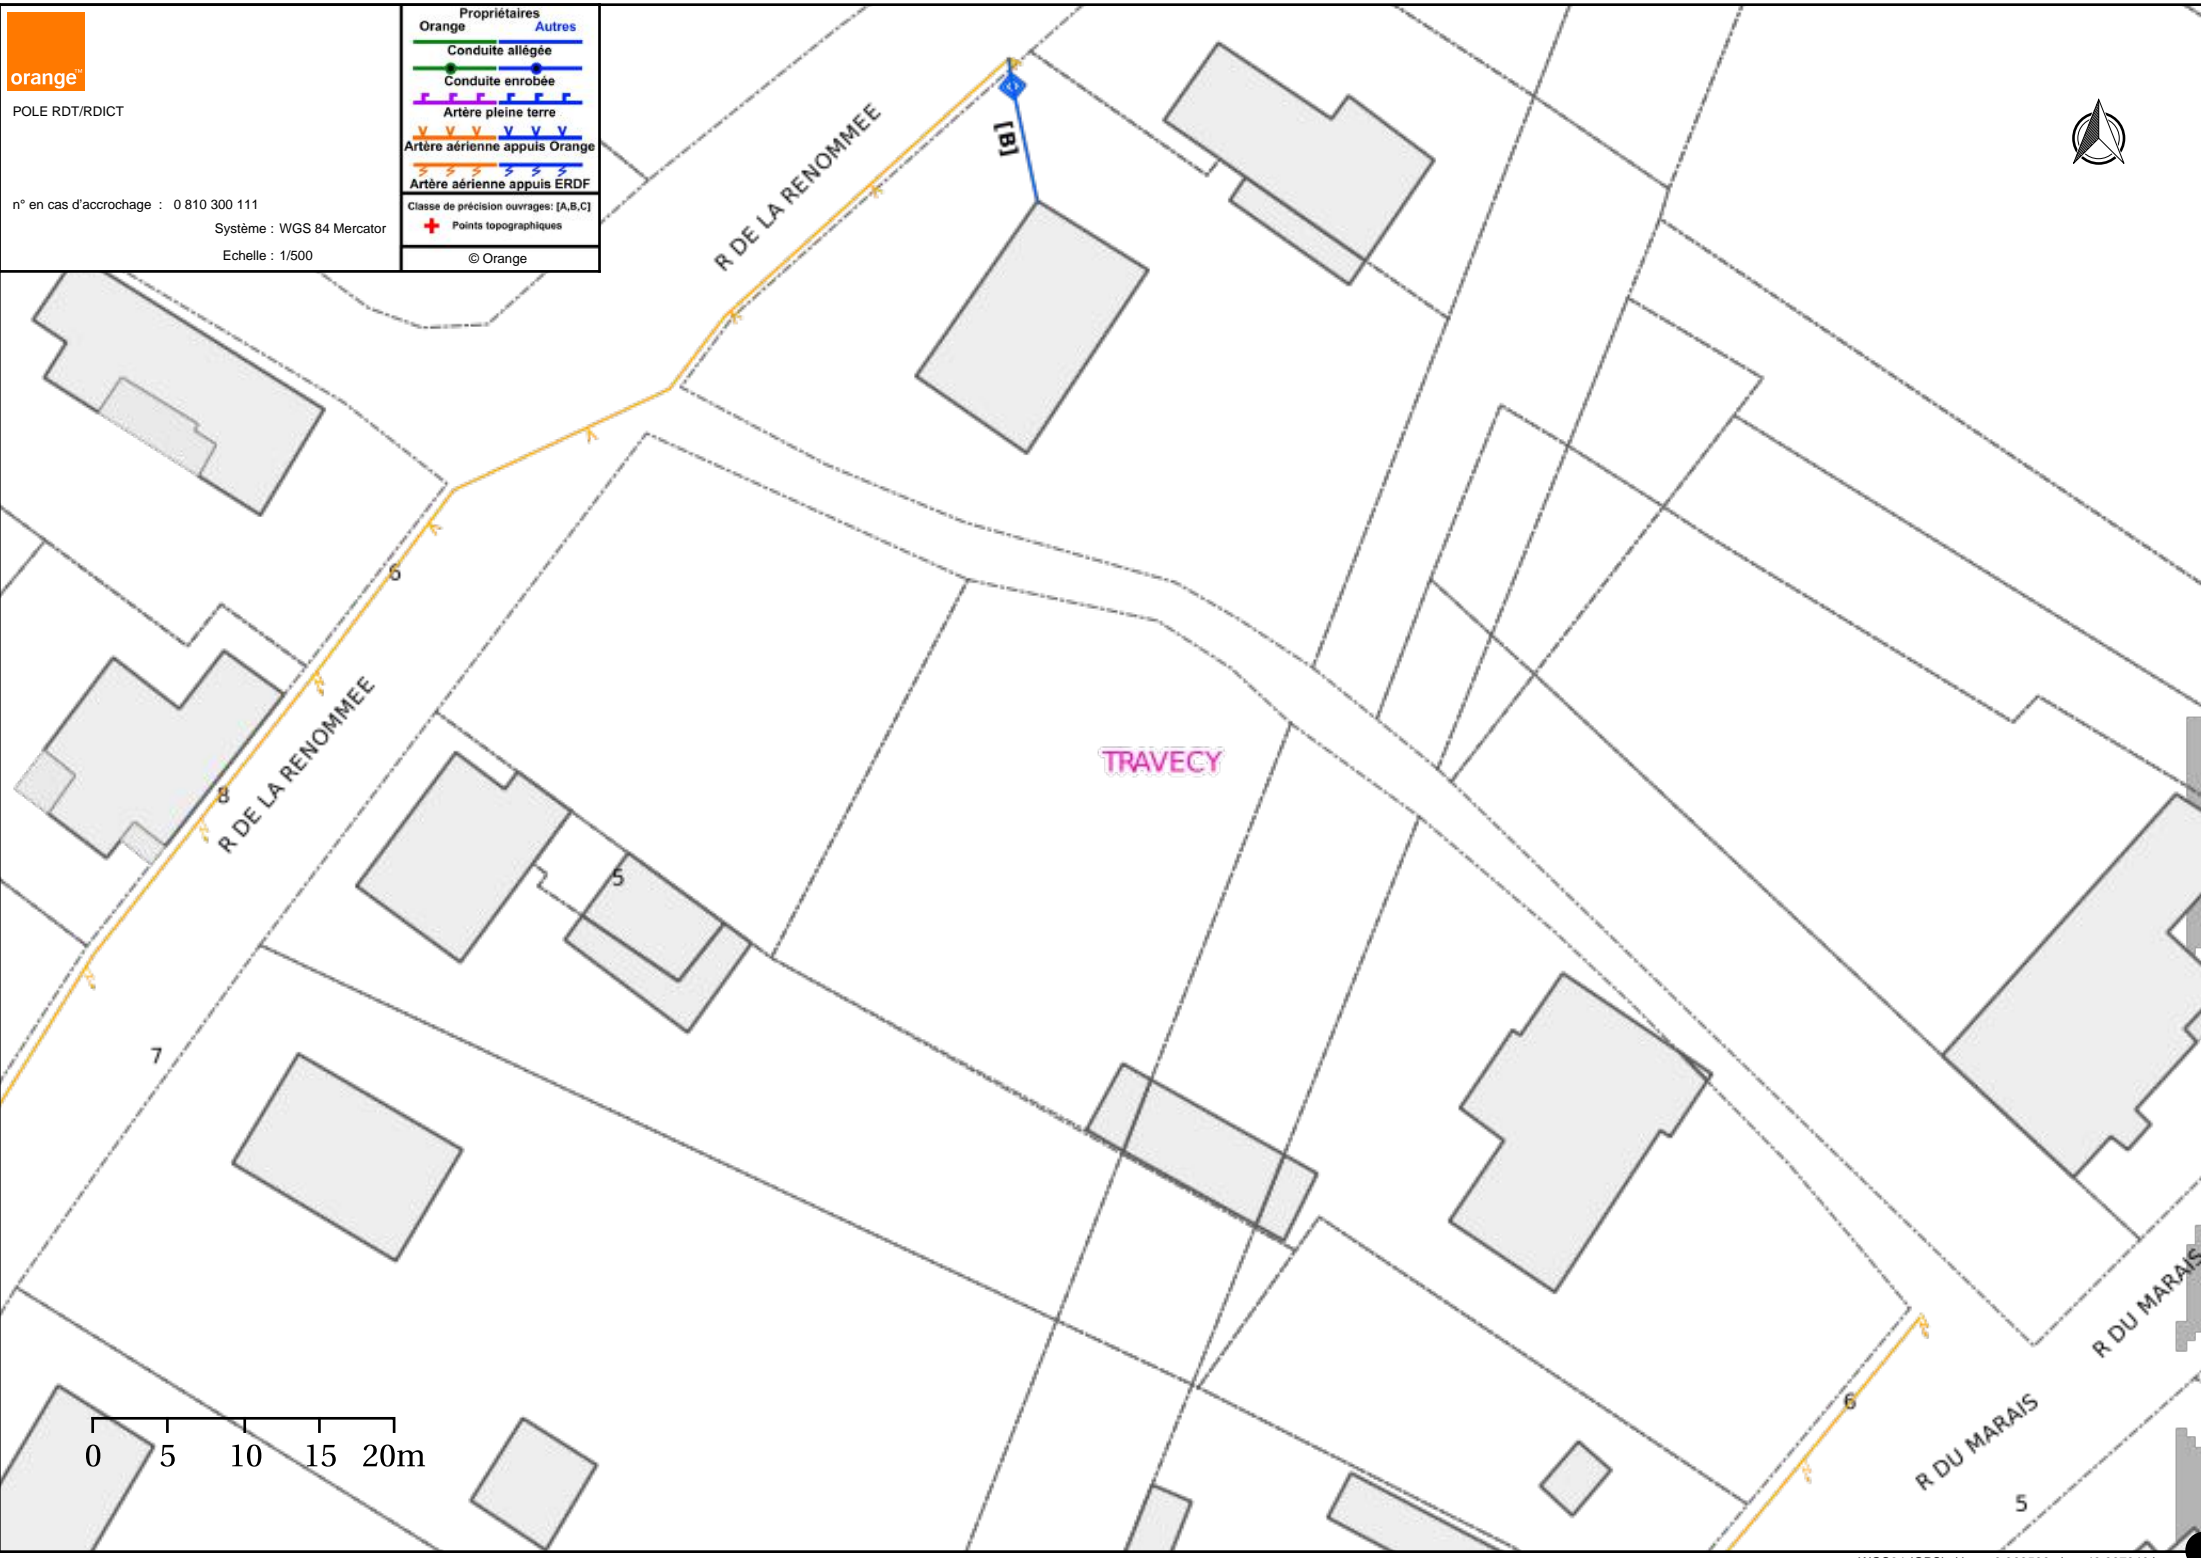 orange™
POLE RDT/RDICT
n° en cas d'accrochage : 0 810 300 111
Système : WGS 84 Mercator
Echelle : 1/500
Propriétaires
Orange Autres
Conduite allégée
Conduite enrobée
Artère pleine terre
Artère aérienne appuis Orange
Artère aérienne appuis ERDF
Classe de précision ouvrages: [A,B,C]
Points topographiques
© Orange
R DE LA RENOMMEE
[B]
6
R DE LA RENOMMEE
8
TRAVECY
5
7
R DU MARAIS
6
R DU MARAIS
5
0 5 10 15 20m